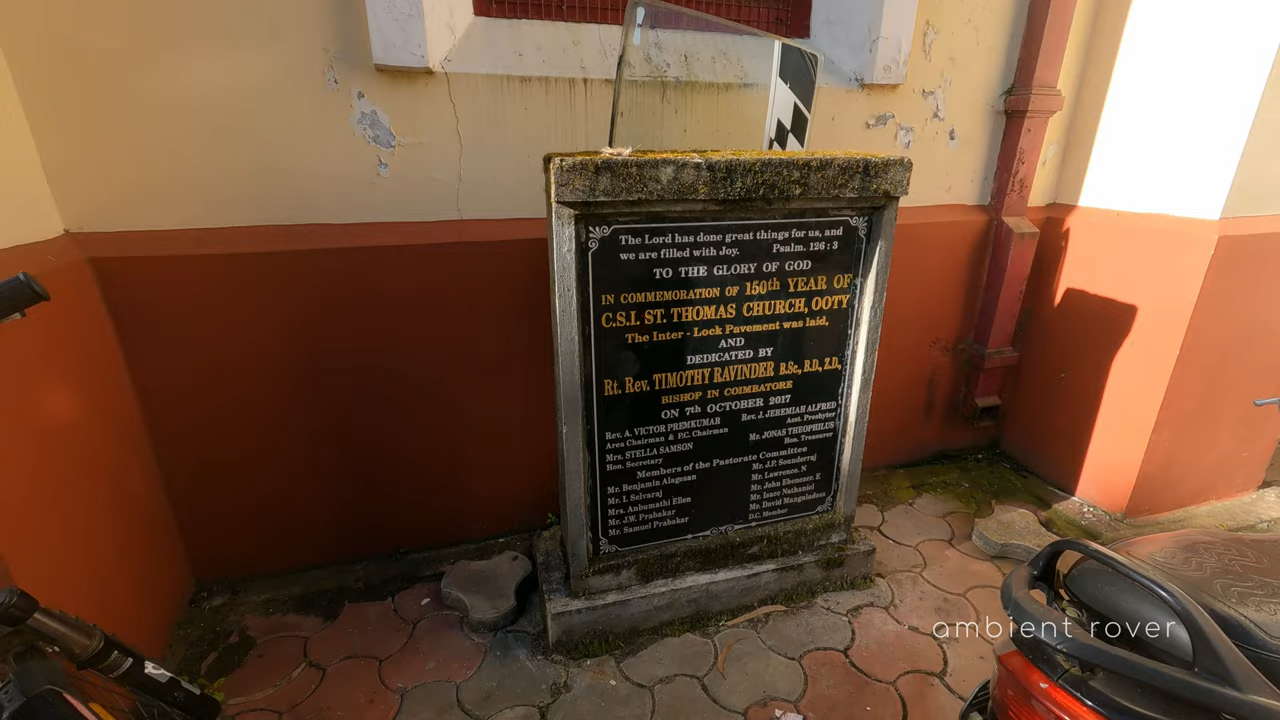 The Lord has done great things for us, and
we are filled with Joy. Psalm. 126 : 3
TO THE GLORY OF GOD
IN COMMEMORATION OF 150th YEAR OF
C.S.I. ST. THOMAS CHURCH, OOTY
The Inter - Lock Pavement was laid,
AND
DEDICATED BY
Rt. Rev. TIMOTHY RAVINDER B.Sc., B.D, Z.D.,
BISHOP IN COIMBATORE
ON 7th OCTOBER 2017
Rev. A. VICTOR PREMKUMAR
Area Chairman & P.C. Chairman
Mrs. STELLA SAMSON
Hon. Secretary
Rev. J. JEREMIAH ALFRED
Asst. Presbyter
Mr. JONAS THEOPHILUS
Hon. Treasurer
Members of the Pastorate Committee
Mr. Benjamin Alagesan
Mr. I. Selvaraj
Mrs. Anbumathi Ellen
Mr. J.W. Prabakar
Mr. Samuel Prabakar
Mr. J.P. Sounderraj
Mr. Lawrence. N
Mr. John Ebenezer. E
Mr. Isace Nathaniel
Mr. David Mangaladoss
D.C. Member
ambient rover